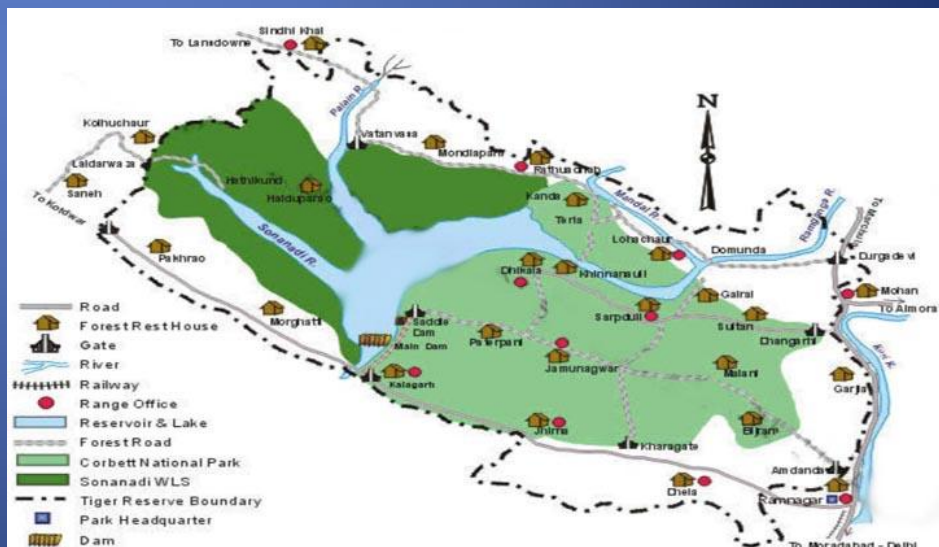 Sindhi Khal
To Lansdowne
Palain R.
Kolhuchaur
Vatanvasa
Mondiapani
N
Laldarwaza
Rathuadhab
Hathikund
Saneh
Halduparao
Kanda
Mandal R.
Ramganga R.
To Marchula
To Kotdwar
Teria
Sonanadi R.
Lohachaur
Domunda
Durgadevi
Pakhrao
Dhikala
Khinnanauli
Mohan
Gairal
Road
To Almora
Forest Rest House
Morghatti
Saddle
Dam
Sarpduli
Sultan
Gate
Main Dam
Paterpani
Dhangarhi
River
Jamunagwar
Malani
Railway
Kalagarh
Garjia
Range Office
Reservoir & Lake
Jhirna
Bijrani
Forest Road
Kharagate
Corbett National Park
Amdanda
Sonanadi WLS
Tiger Reserve Boundary
Dhela
Ramnagar
Park Headquarter
Dam
To Moradabad - Delhi